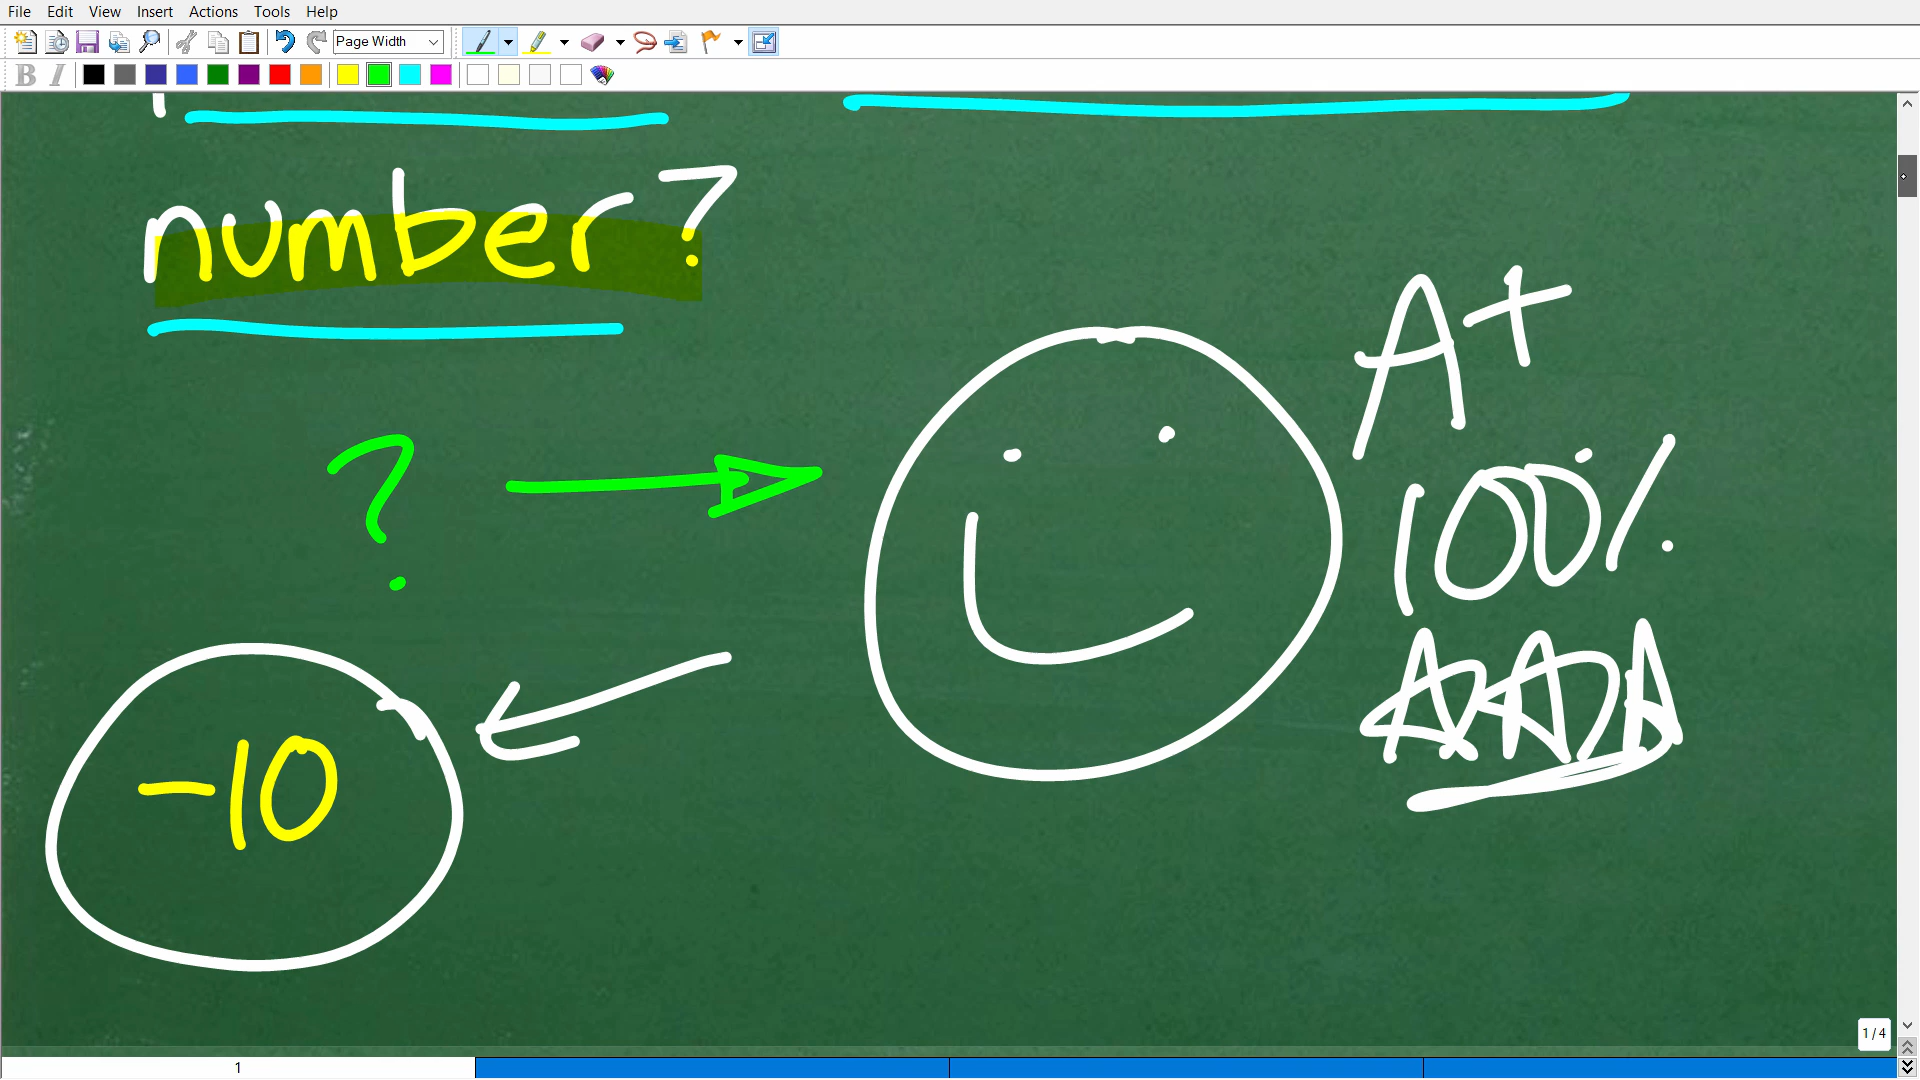 File Edit View Insert Actions Tools Help
Page Width
B I
number?
?
A+
100%
-10
1 / 4
1